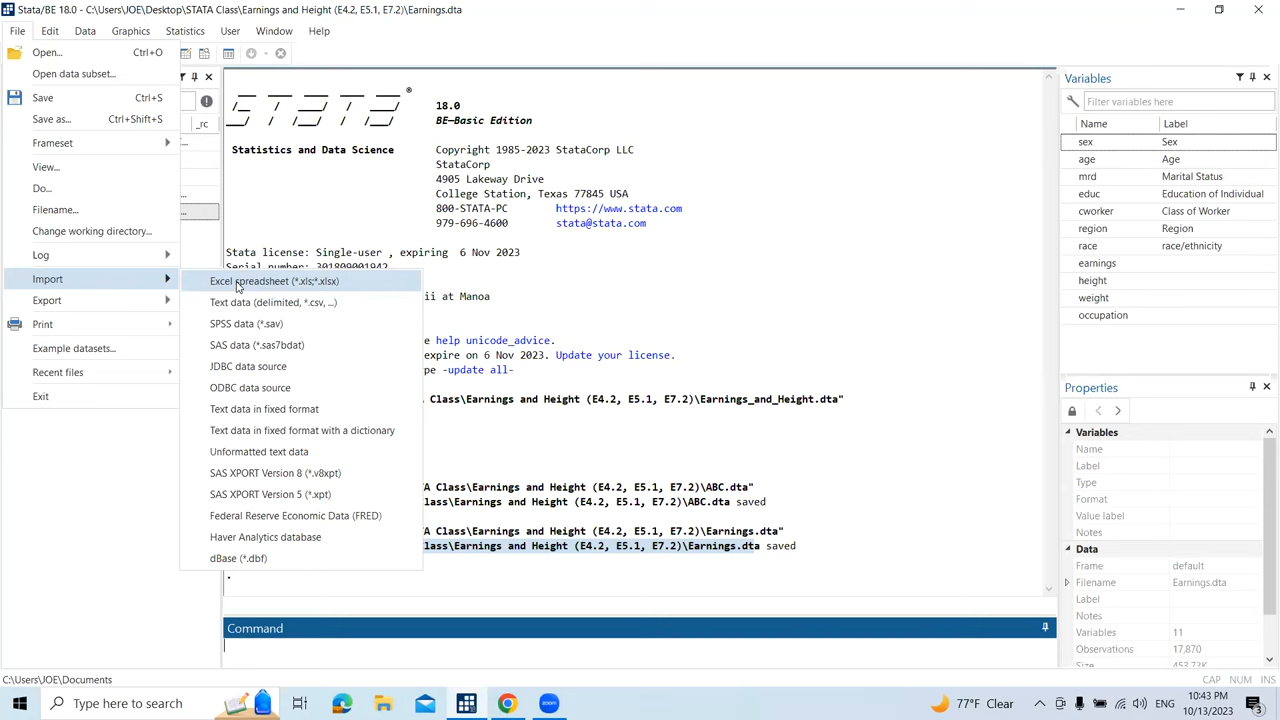 Stata/BE 18.0 - C:\Users\JOE\Desktop\STATA Class\Earnings and Height (E4.2, E5.1, E7.2)\Earnings.dta
File Edit Data Graphics Statistics User Window Help
Open... Ctrl+O
Open data subset...
Save Ctrl+S
Save as... Ctrl+Shift+S
Frameset
View...
Do...
Filename...
Change working directory...
Log
Import
Export
Print
Example datasets...
Recent files
Exit
_rc
Excel spreadsheet (*.xls;*.xlsx)
Text data (delimited, *.csv, ...)
SPSS data (*.sav)
SAS data (*.sas7bdat)
JDBC data source
ODBC data source
Text data in fixed format
Text data in fixed format with a dictionary
Unformatted text data
SAS XPORT Version 8 (*.v8xpt)
SAS XPORT Version 5 (*.xpt)
Federal Reserve Economic Data (FRED)
Haver Analytics database
dBase (*.dbf)
®
18.0
BE—Basic Edition
Statistics and Data Science Copyright 1985-2023 StataCorp LLC
StataCorp
4905 Lakeway Drive
College Station, Texas 77845 USA
800-STATA-PC https://www.stata.com
979-696-4600 stata@stata.com
Stata license: Single-user , expiring 6 Nov 2023
Serial number: 301809001942
ii at Manoa
e help unicode_advice.
expire on 6 Nov 2023. Update your license.
pe -update all-
A Class\Earnings and Height (E4.2, E5.1, E7.2)\Earnings_and_Height.dta"
A Class\Earnings and Height (E4.2, E5.1, E7.2)\ABC.dta"
Class\Earnings and Height (E4.2, E5.1, E7.2)\ABC.dta saved
A Class\Earnings and Height (E4.2, E5.1, E7.2)\Earnings.dta"
Class\Earnings and Height (E4.2, E5.1, E7.2)\Earnings.dta saved
.
Command
Variables
Filter variables here
Name Label
sex Sex
age Age
mrd Marital Status
educ Education of Individual
cworker Class of Worker
region Region
race race/ethnicity
earnings
height
weight
occupation
Properties
Variables
Name
Label
Type
Format
Value label
Notes
Data
Frame default
Filename Earnings.dta
Label
Notes
Variables 11
Observations 17,870
Size 453.73K
C:\Users\JOE\Documents
CAP NUM INS
Type here to search
77°F Clear
ENG
10:43 PM
10/13/2023
3